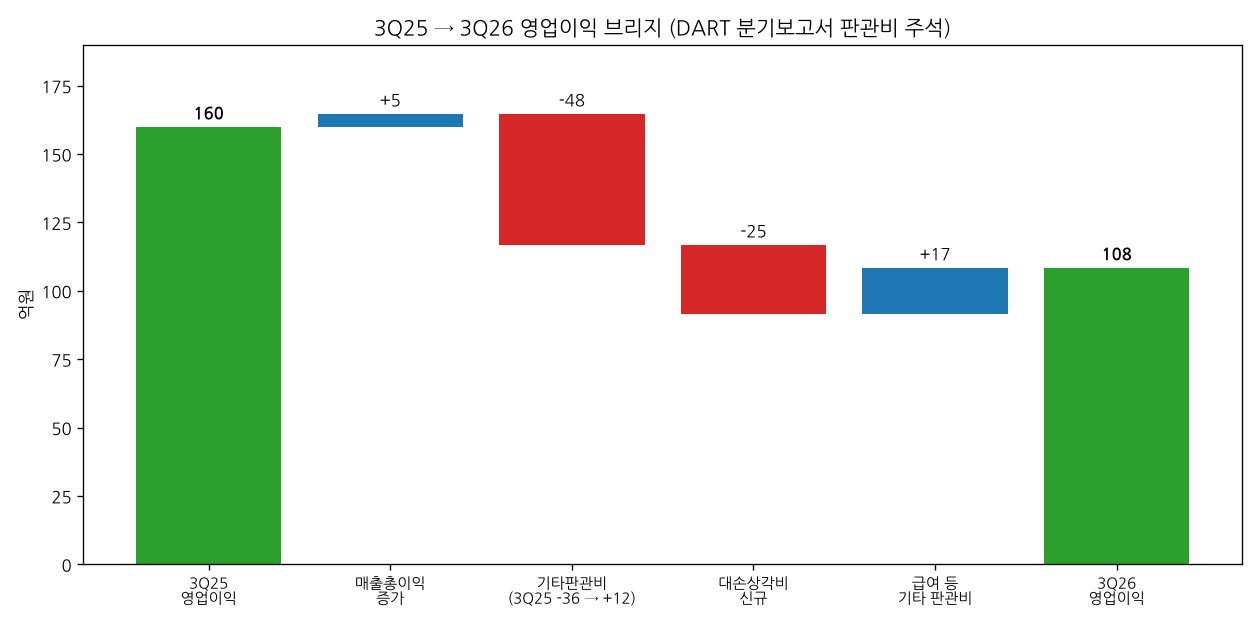 3Q25 → 3Q26 영업이익 브리지 (DART 분기보고서 판관비 주석)
억원
175
150
125
100
75
50
25
0
160
+5
-48
-25
+17
108
3Q25
영업이익
매출총이익
증가
기타판관비
(3Q25 -36 → +12)
대손상각비
신규
급여 등
기타 판관비
3Q26
영업이익